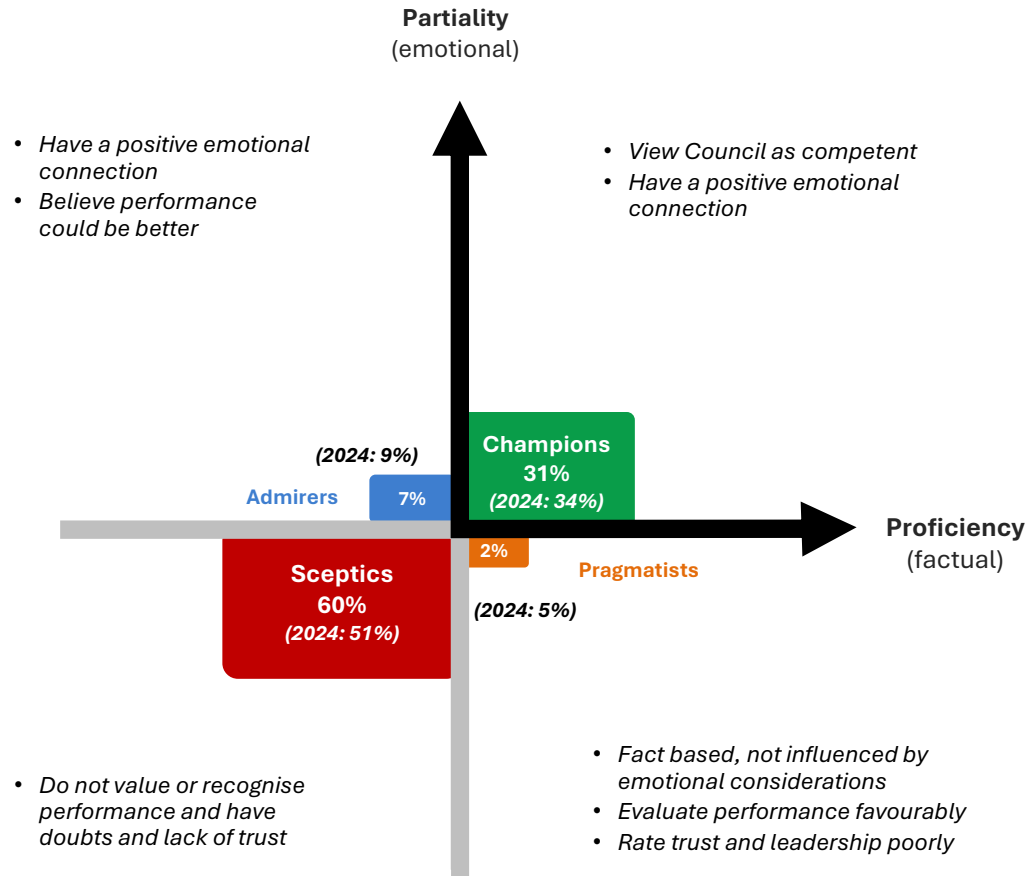 Partiality
(emotional)
• Have a positive emotional
connection
• Believe performance
could be better
• View Council as competent
• Have a positive emotional
connection
(2024: 9%)
Admirers
7%
Champions
31%
(2024: 34%)
Proficiency
(factual)
Sceptics
60%
(2024: 51%)
2%
Pragmatists
(2024: 5%)
• Do not value or recognise
performance and have
doubts and lack of trust
• Fact based, not influenced by
emotional considerations
• Evaluate performance favourably
• Rate trust and leadership poorly